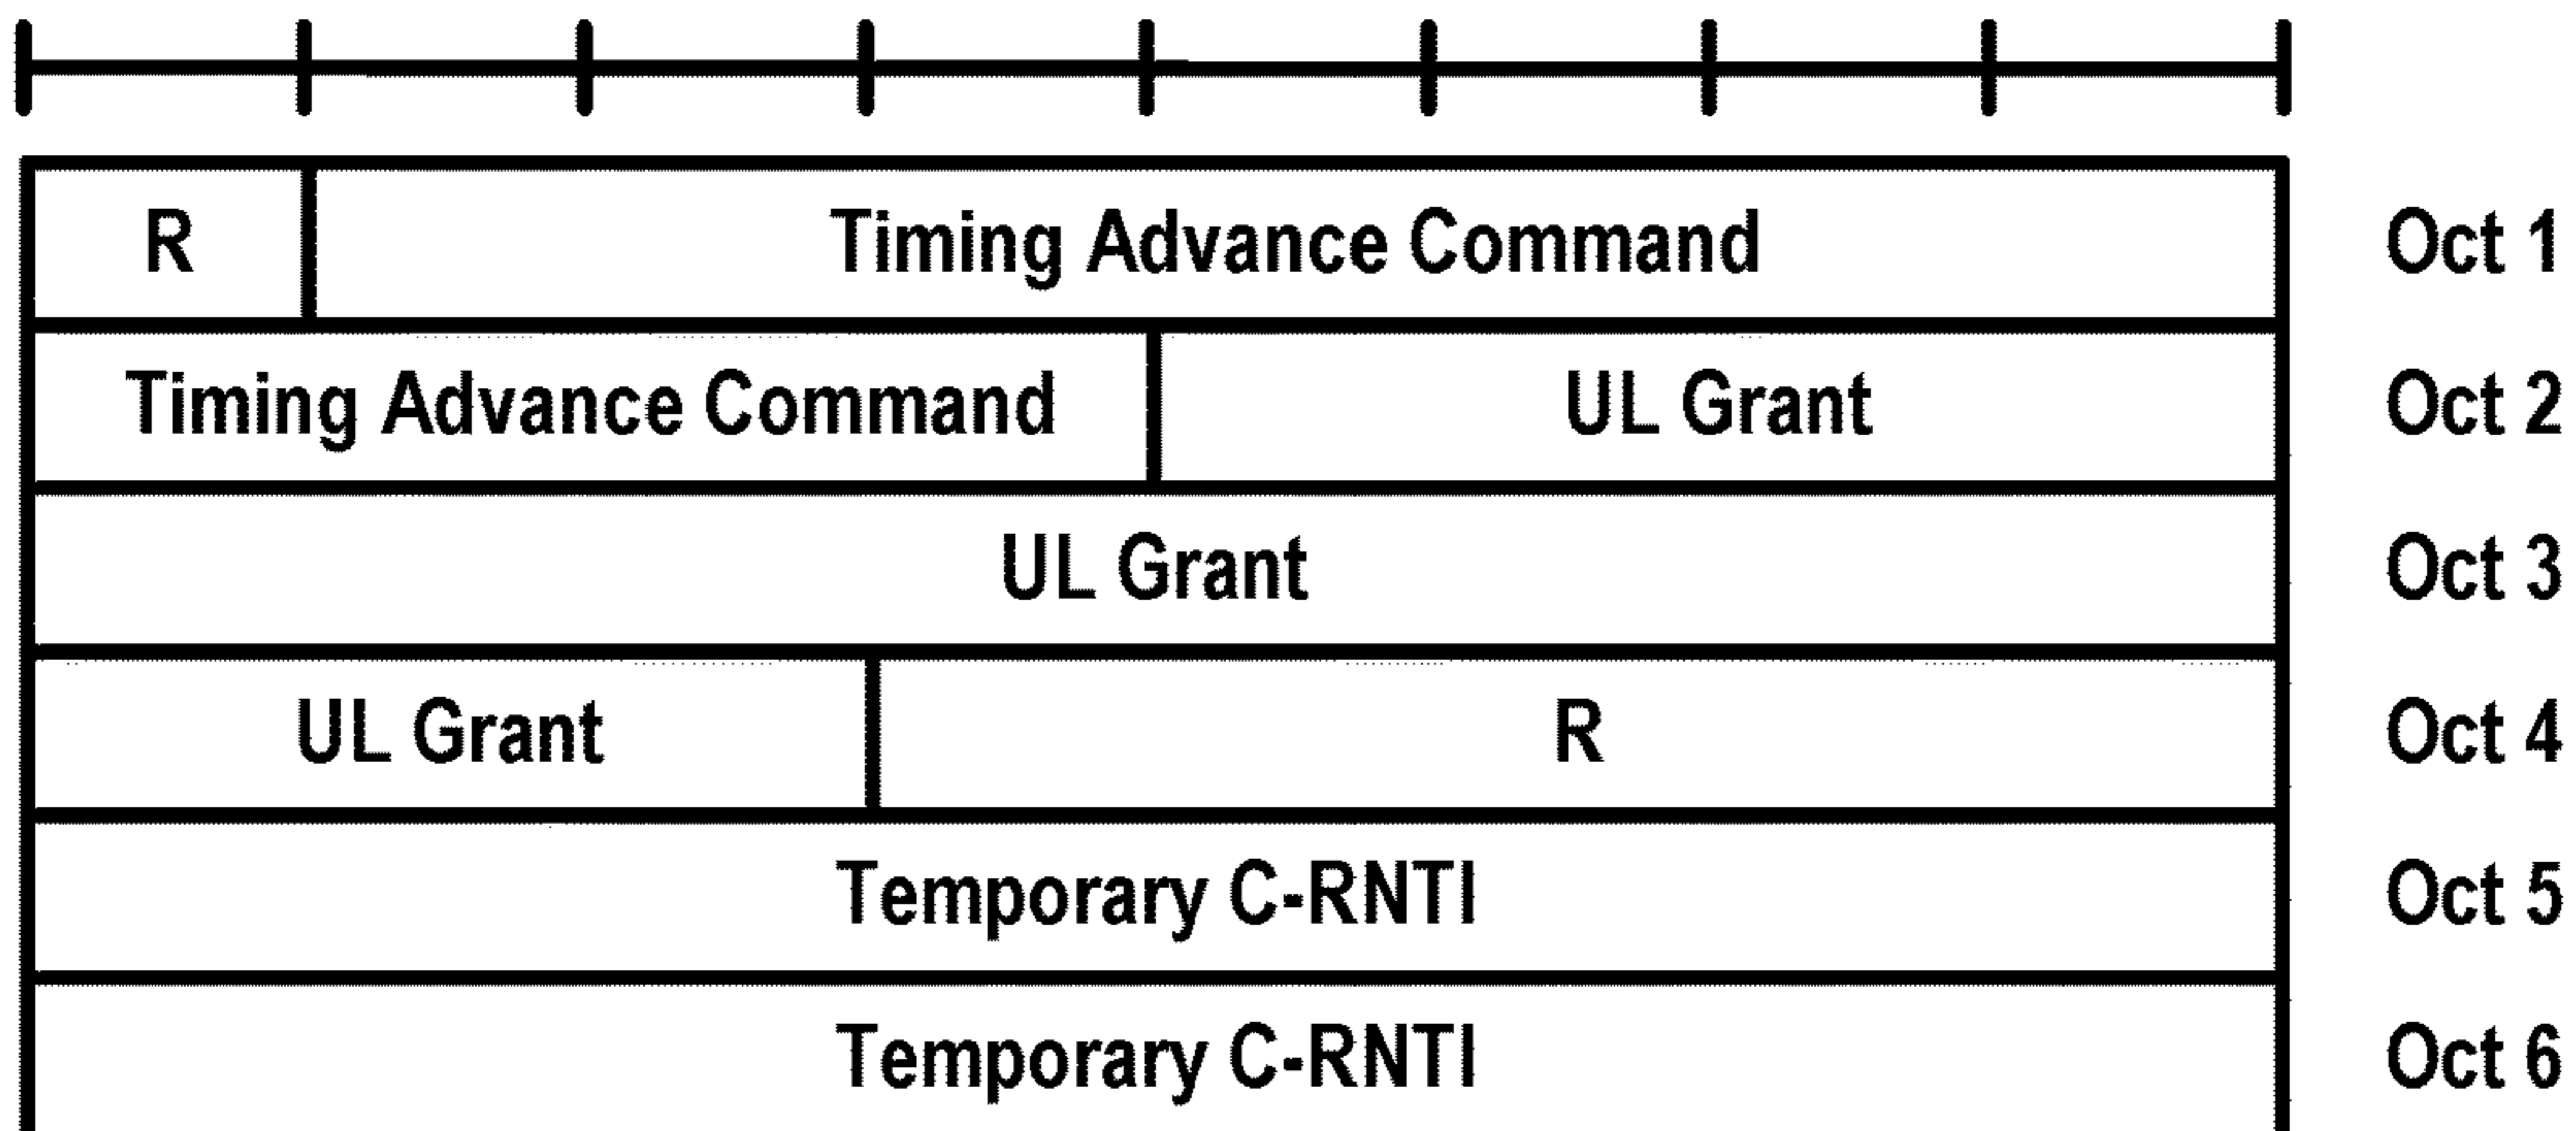 R Timing Advance Command Oct 1
Timing Advance Command UL Grant Oct 2
UL Grant Oct 3
UL Grant R Oct 4
Temporary C-RNTI Oct 5
Temporary C-RNTI Oct 6